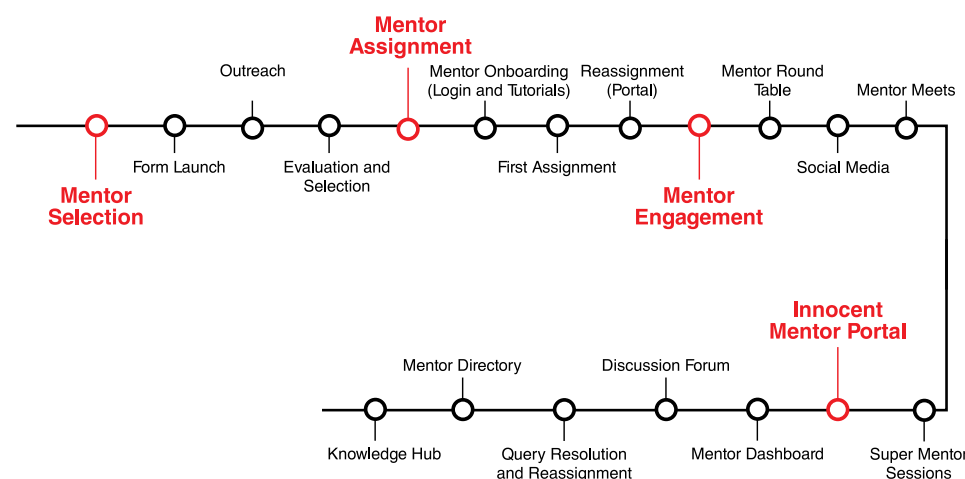 Mentor
Selection
Form Launch
Outreach
Evaluation and
Selection
Mentor
Assignment
Mentor Onboarding
(Login and Tutorials)
First Assignment
Reassignment
(Portal)
Mentor
Engagement
Mentor Round
Table
Social Media
Mentor Meets
Super Mentor
Sessions
Innocent
Mentor Portal
Mentor Dashboard
Discussion Forum
Query Resolution
and Reassignment
Mentor Directory
Knowledge Hub